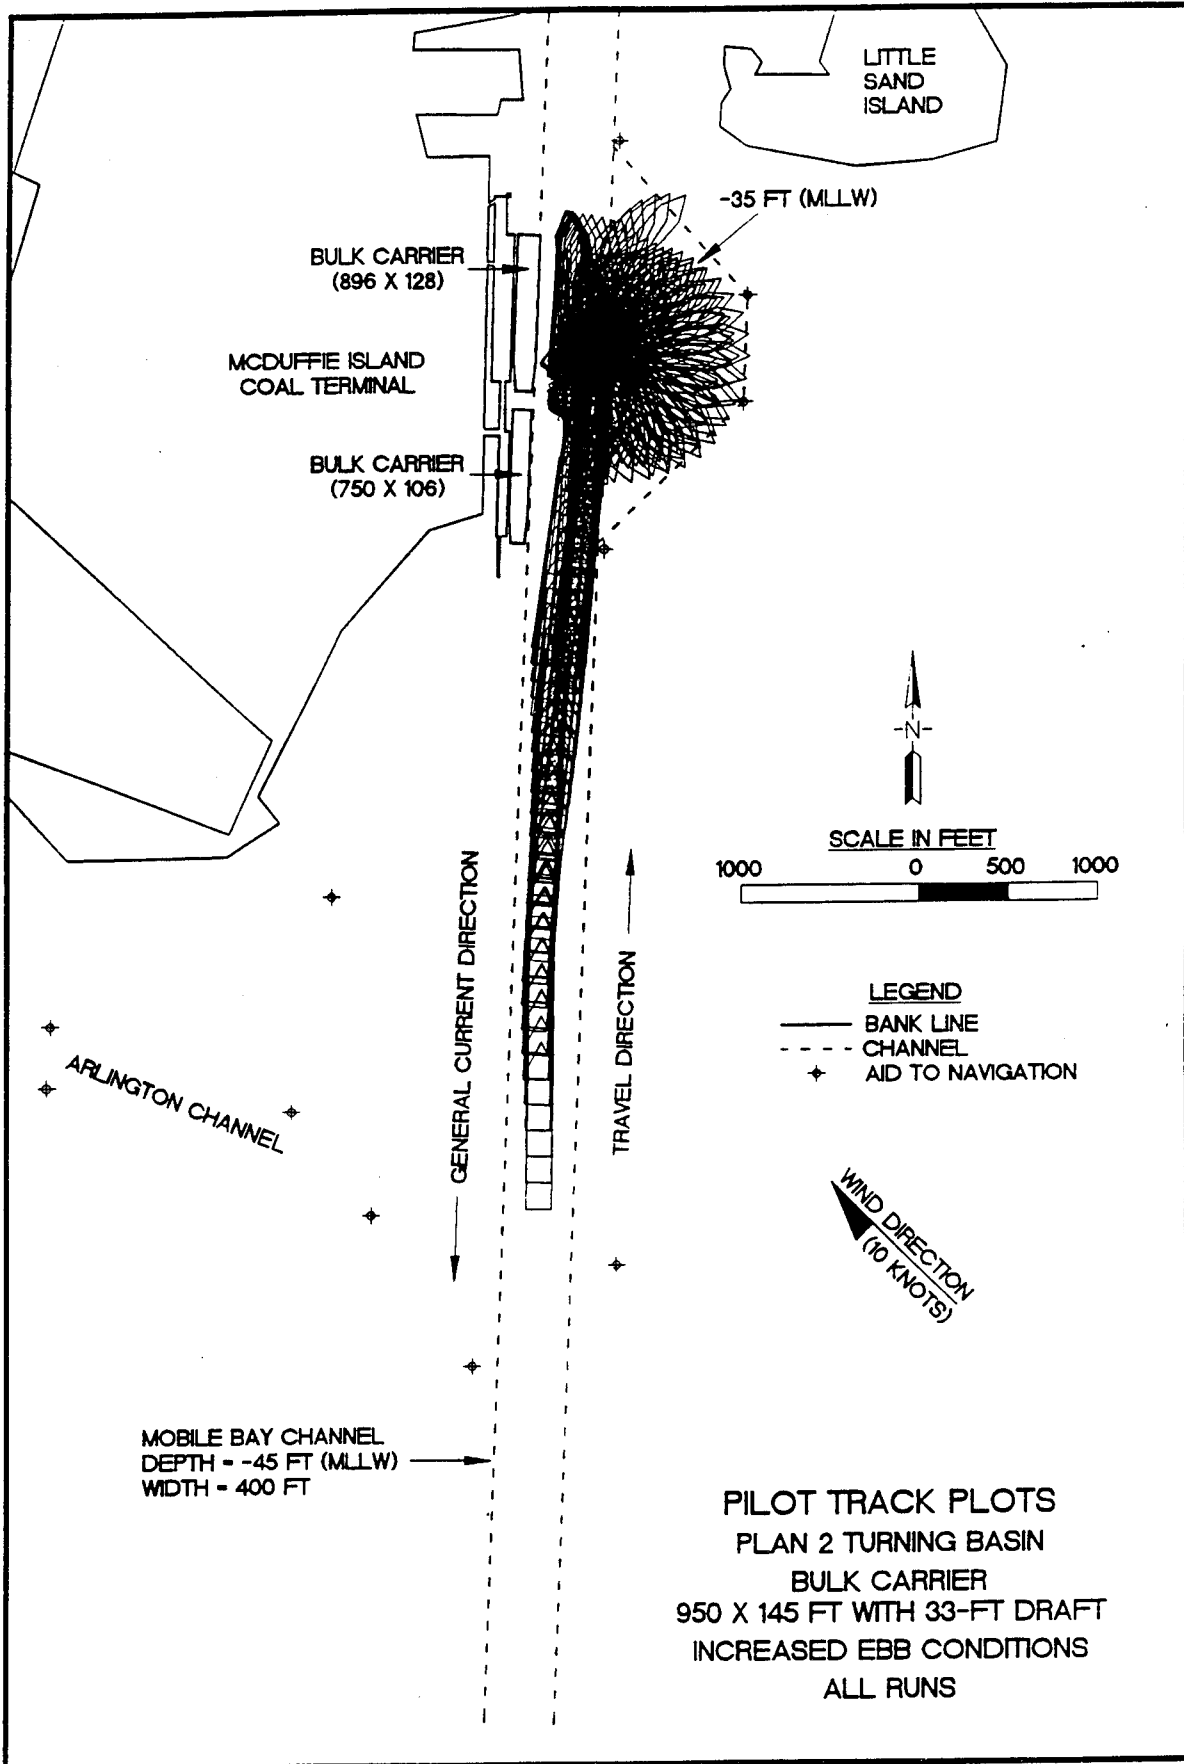 LITTLE
SAND
ISLAND
-35 FT (MLLW)
BULK CARRIER
(896 X 128)
MCDUFFIE ISLAND
COAL TERMINAL
BULK CARRIER
(750 X 106)
-N-
SCALE IN FEET
1000 0 500 1000
GENERAL CURRENT DIRECTION
TRAVEL DIRECTION
LEGEND
BANK LINE
CHANNEL
AID TO NAVIGATION
ARLINGTON CHANNEL
WIND DIRECTION
(10 KNOTS)
MOBILE BAY CHANNEL
DEPTH = -45 FT (MLLW)
WIDTH = 400 FT
PILOT TRACK PLOTS
PLAN 2 TURNING BASIN
BULK CARRIER
950 X 145 FT WITH 33-FT DRAFT
INCREASED EBB CONDITIONS
ALL RUNS